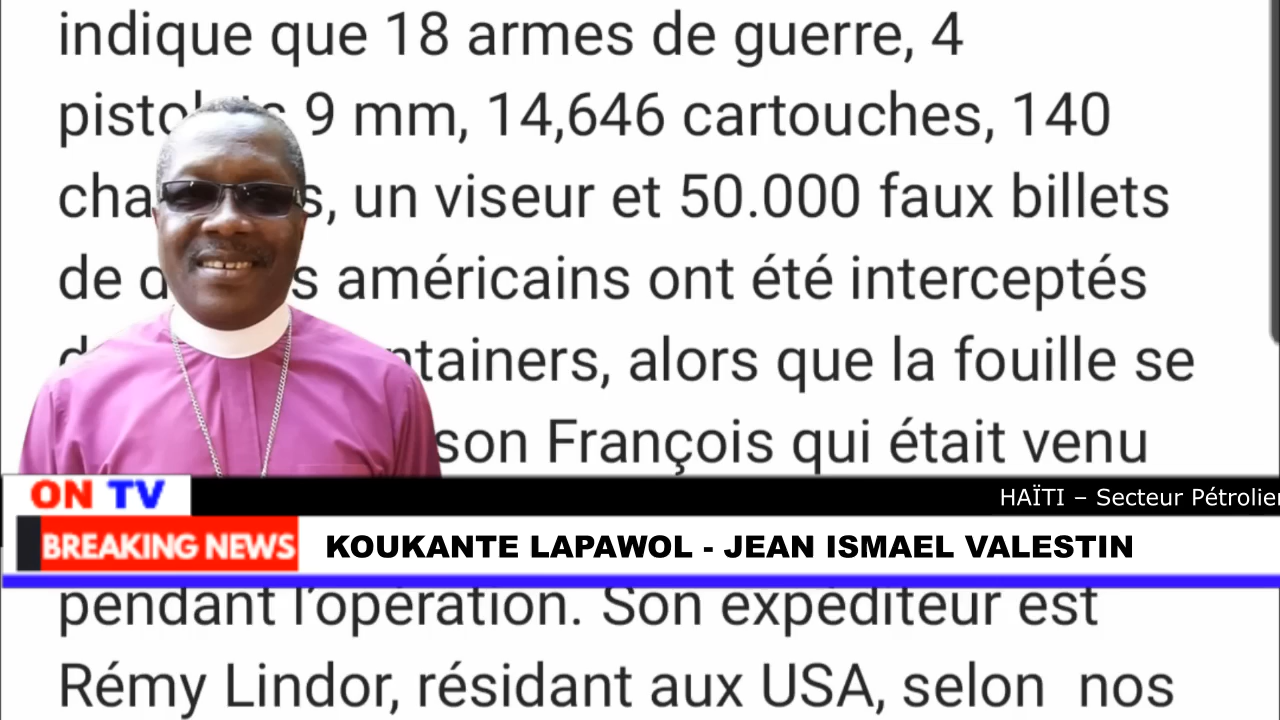 indique que 18 armes de guerre, 4
9 mm, 14,646 cartouches, 140
un viseur et 50.000 faux billets
de américains ont été interceptés
alors que la fouille se
François qui était venu
ON TV
HAÏTI – Secteur Pétrolier
BREAKING NEWS
KOUKANTE LAPAWOL - JEAN ISMAEL VALESTIN
pendant l'opération. Son expéditeur est
Rémy Lindor, résidant aux USA, selon nos